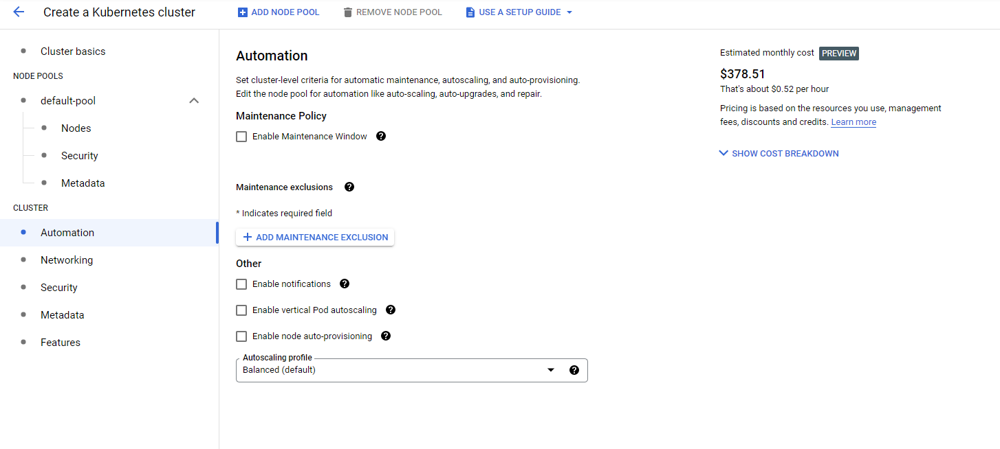 Create a Kubernetes cluster
ADD NODE POOL
REMOVE NODE POOL
USE A SETUP GUIDE
Cluster basics
NODE POOLS
default-pool
Nodes
Security
Metadata
CLUSTER
Automation
Networking
Security
Metadata
Features
Automation
Set cluster-level criteria for automatic maintenance, autoscaling, and auto-provisioning.
Edit the node pool for automation like auto-scaling, auto-upgrades, and repair.
Maintenance Policy
Enable Maintenance Window
Maintenance exclusions
* Indicates required field
ADD MAINTENANCE EXCLUSION
Other
Enable notifications
Enable vertical Pod autoscaling
Enable node auto-provisioning
Autoscaling profile
Balanced (default)
Estimated monthly cost PREVIEW
$378.51
That's about $0.52 per hour
Pricing is based on the resources you use, management
fees, discounts and credits. Learn more
SHOW COST BREAKDOWN